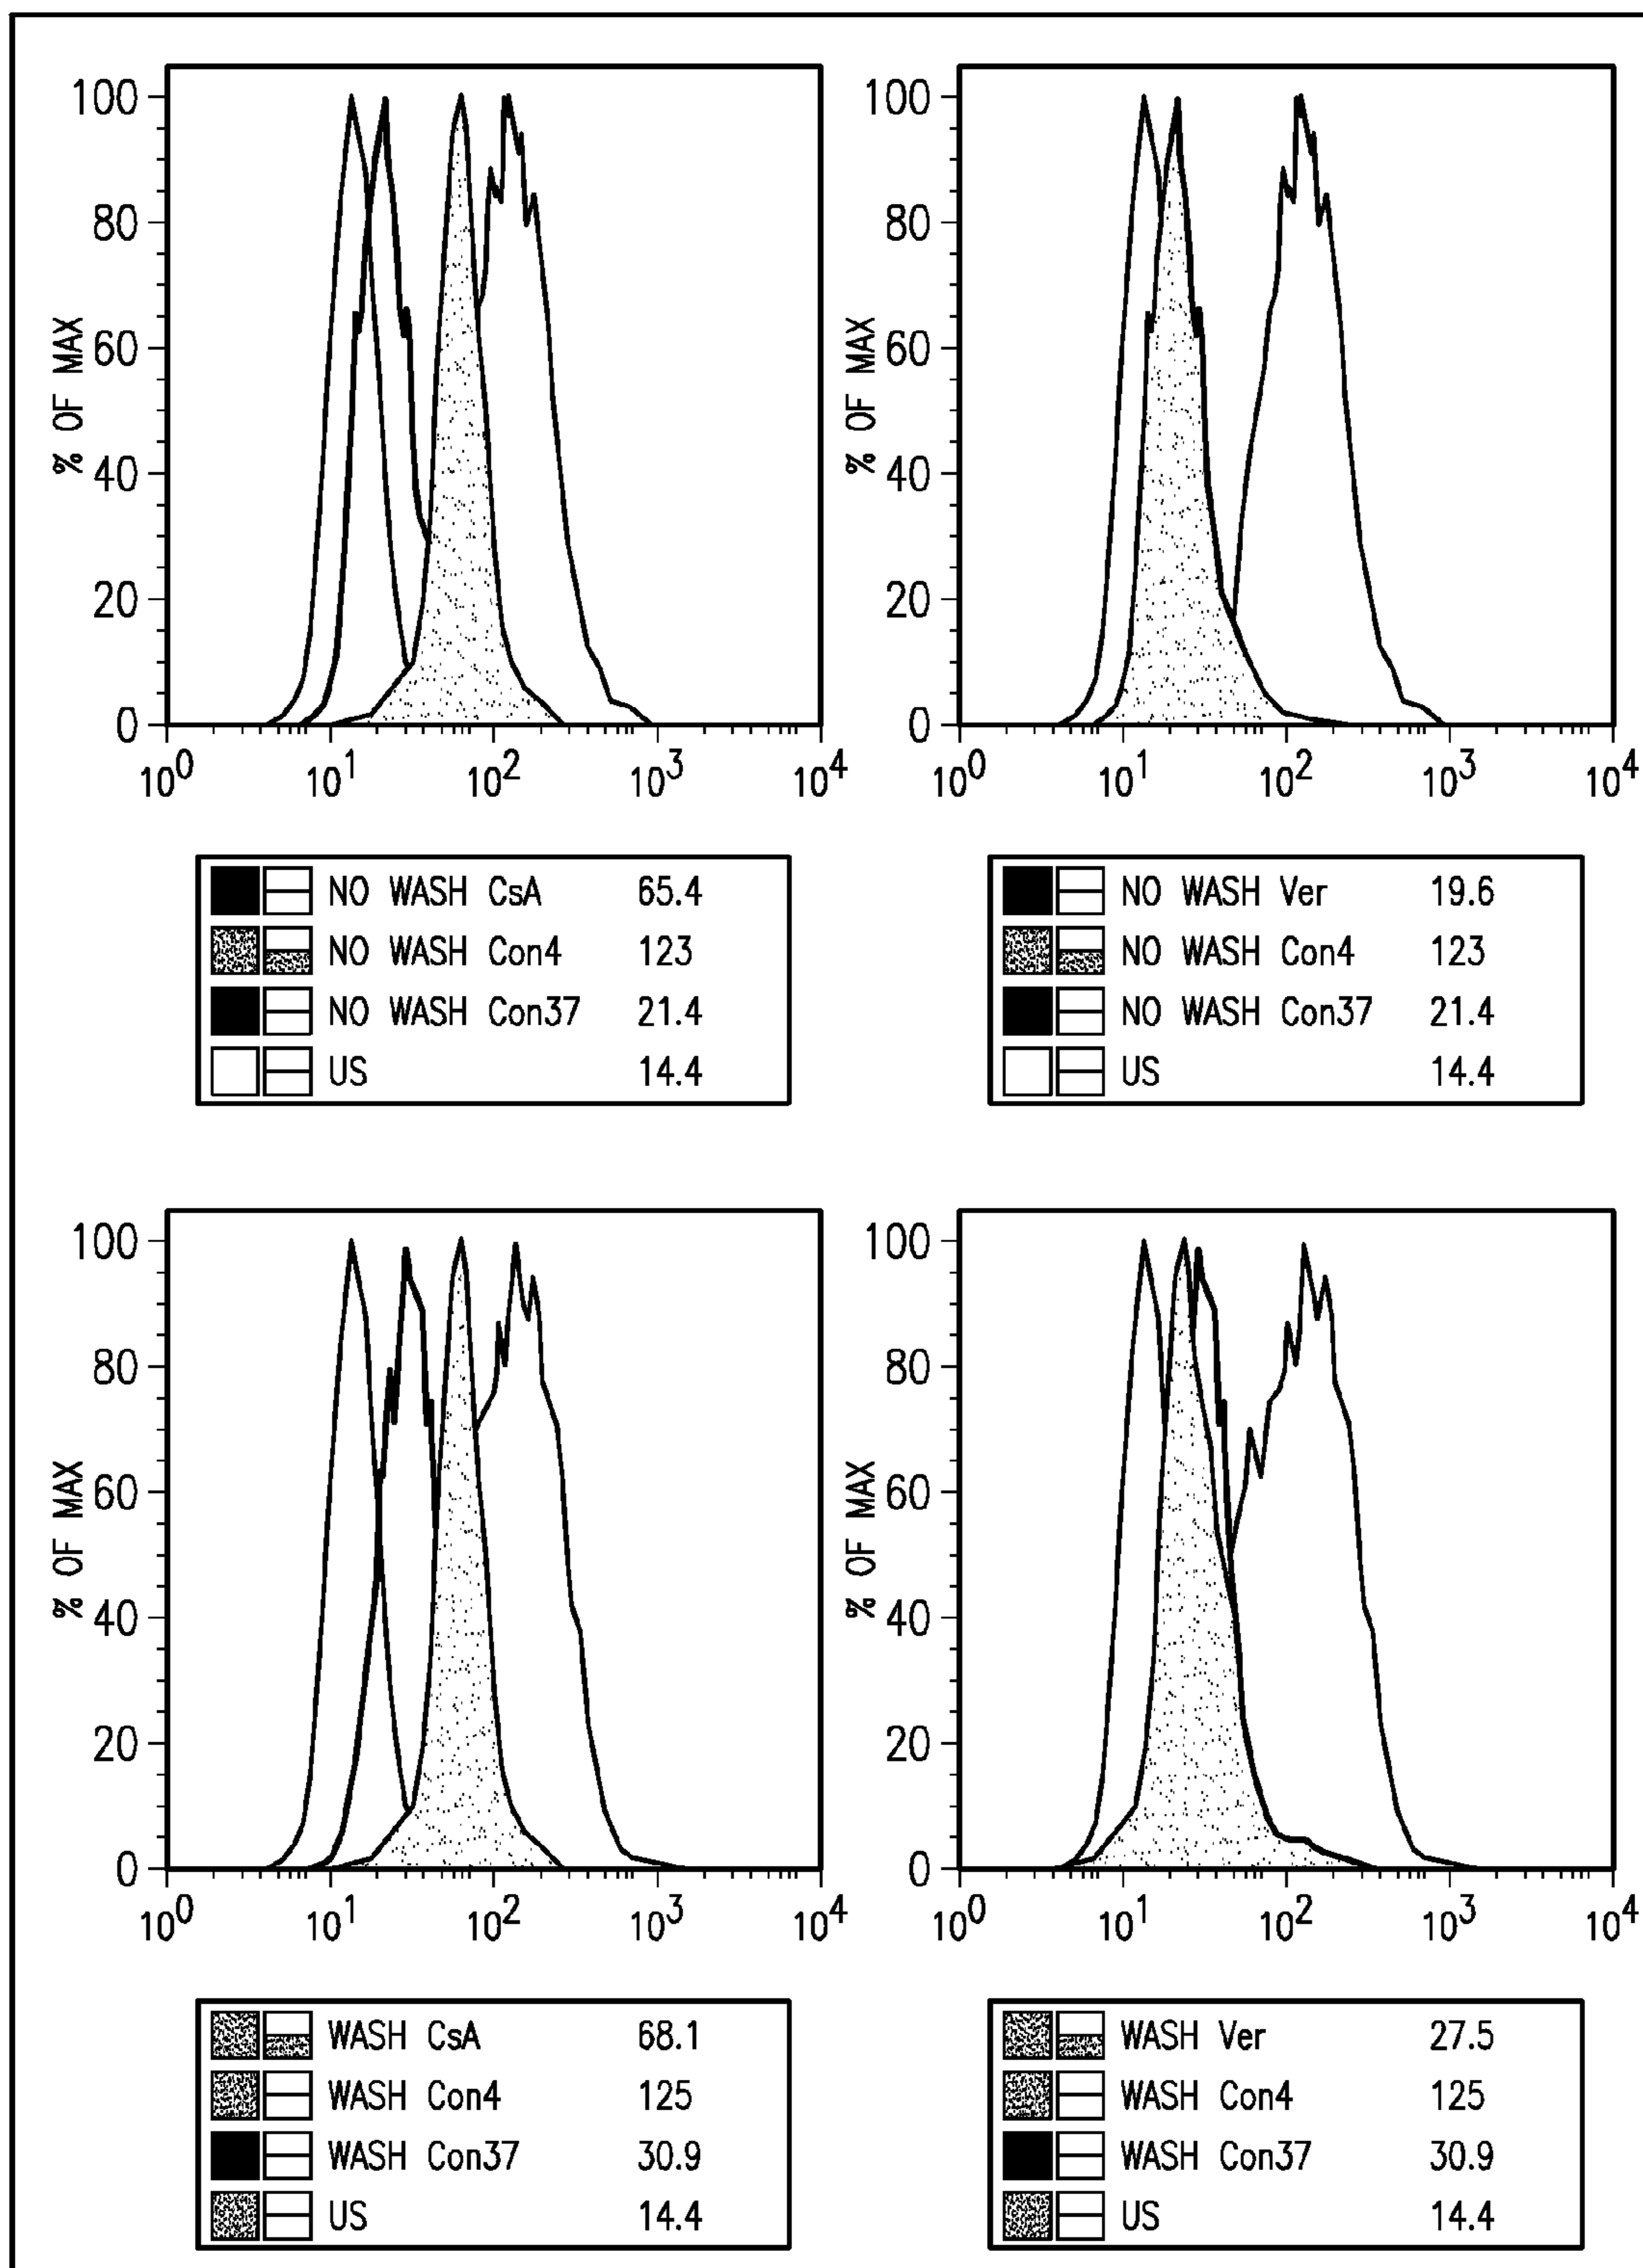 100
80
60
40
20
0
% OF MAX
10^0 10^1 10^2 10^3 10^4
100
80
60
40
20
0
% OF MAX
10^0 10^1 10^2 10^3 10^4
NO WASH CsA 65.4
NO WASH Con4 123
NO WASH Con37 21.4
US 14.4
NO WASH Ver 19.6
NO WASH Con4 123
NO WASH Con37 21.4
US 14.4
100
80
60
40
20
0
% OF MAX
10^0 10^1 10^2 10^3 10^4
100
80
60
40
20
0
% OF MAX
10^0 10^1 10^2 10^3 10^4
WASH CsA 68.1
WASH Con4 125
WASH Con37 30.9
US 14.4
WASH Ver 27.5
WASH Con4 125
WASH Con37 30.9
US 14.4